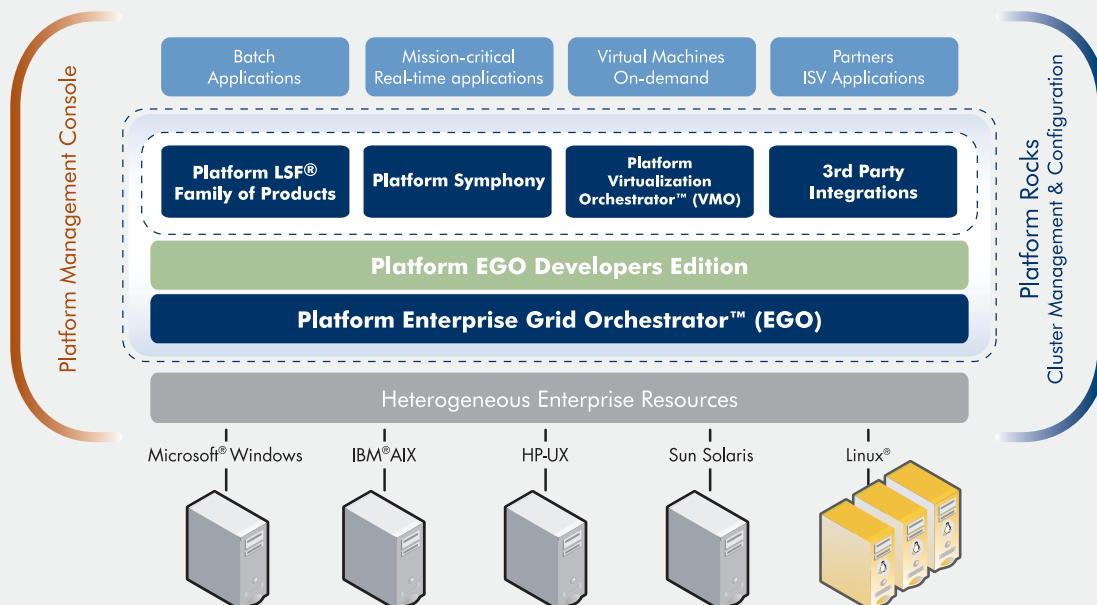 Platform Management Console
Batch
Applications
Mission-critical
Real-time applications
Virtual Machines
On-demand
Partners
ISV Applications
Platform LSF®
Family of Products
Platform Symphony
Platform
Virtualization
Orchestrator™ (VMO)
3rd Party
Integrations
Platform EGO Developers Edition
Platform Enterprise Grid Orchestrator™ (EGO)
Heterogeneous Enterprise Resources
Platform Rocks
Cluster Management & Configuration
Microsoft® Windows
IBM® AIX
HP-UX
Sun Solaris
Linux®